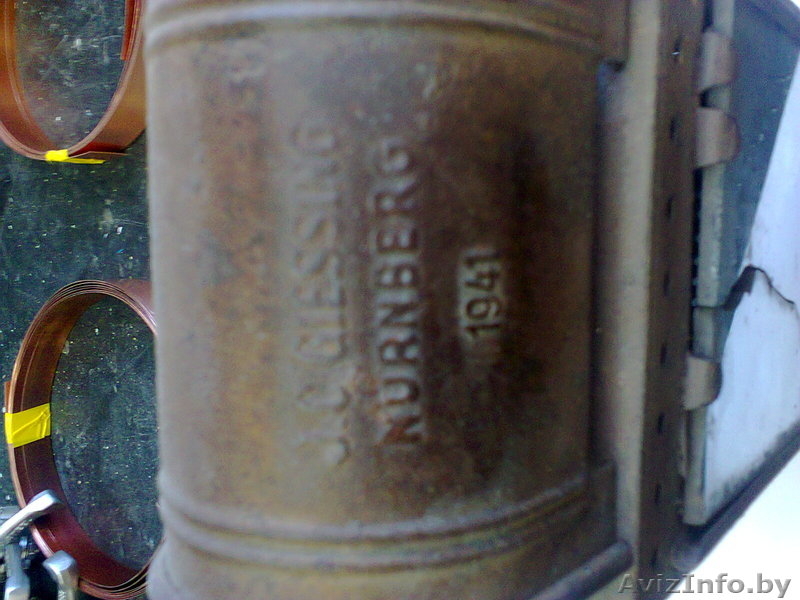 J.G. GIESSING
NÜRNBERG
1941
AvizInfo.by